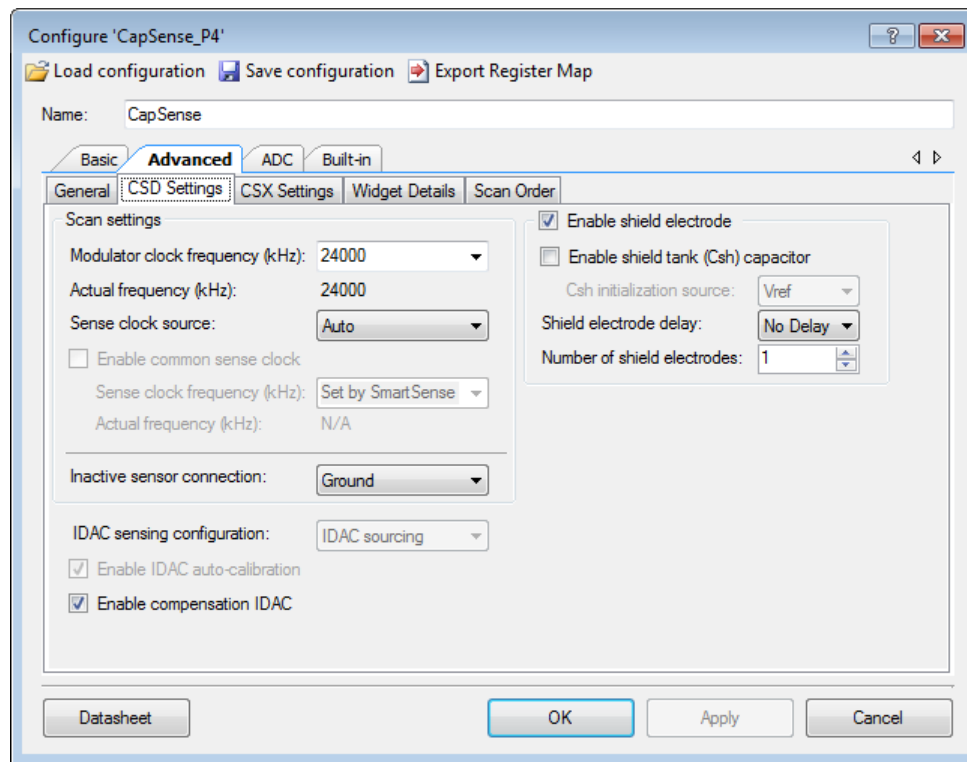 Configure 'CapSense_P4'
Load configuration Save configuration Export Register Map
Name: CapSense
Basic Advanced ADC Built-in
General CSD Settings CSX Settings Widget Details Scan Order
Scan settings
Modulator clock frequency (kHz): 24000
Actual frequency (kHz): 24000
Sense clock source: Auto
Enable common sense clock
Sense clock frequency (kHz): Set by SmartSense
Actual frequency (kHz): N/A
Inactive sensor connection: Ground
IDAC sensing configuration: IDAC sourcing
Enable IDAC auto-calibration
Enable compensation IDAC
Enable shield electrode
Enable shield tank (Csh) capacitor
Csh initialization source: Vref
Shield electrode delay: No Delay
Number of shield electrodes: 1
Datasheet OK Apply Cancel